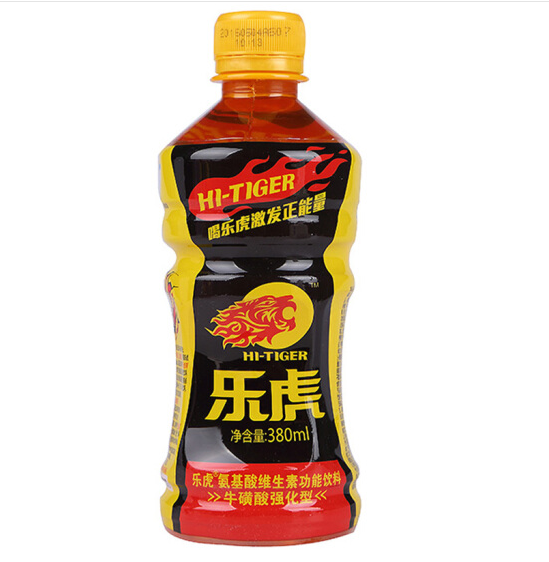 HI-TIGER
喝乐虎激发正能量
TM
HI-TIGER
乐虎
净含量:380ml
乐虎®氨基酸维生素功能饮料
>>牛磺酸强化型<<